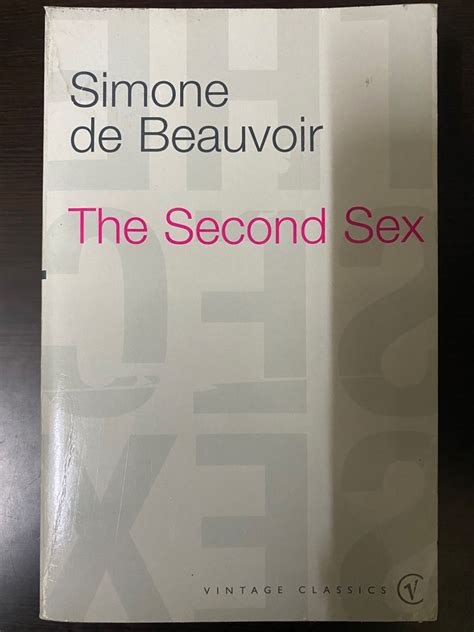 Simone
de Beauvoir
The Second Sex
VINTAGE CLASSICS V